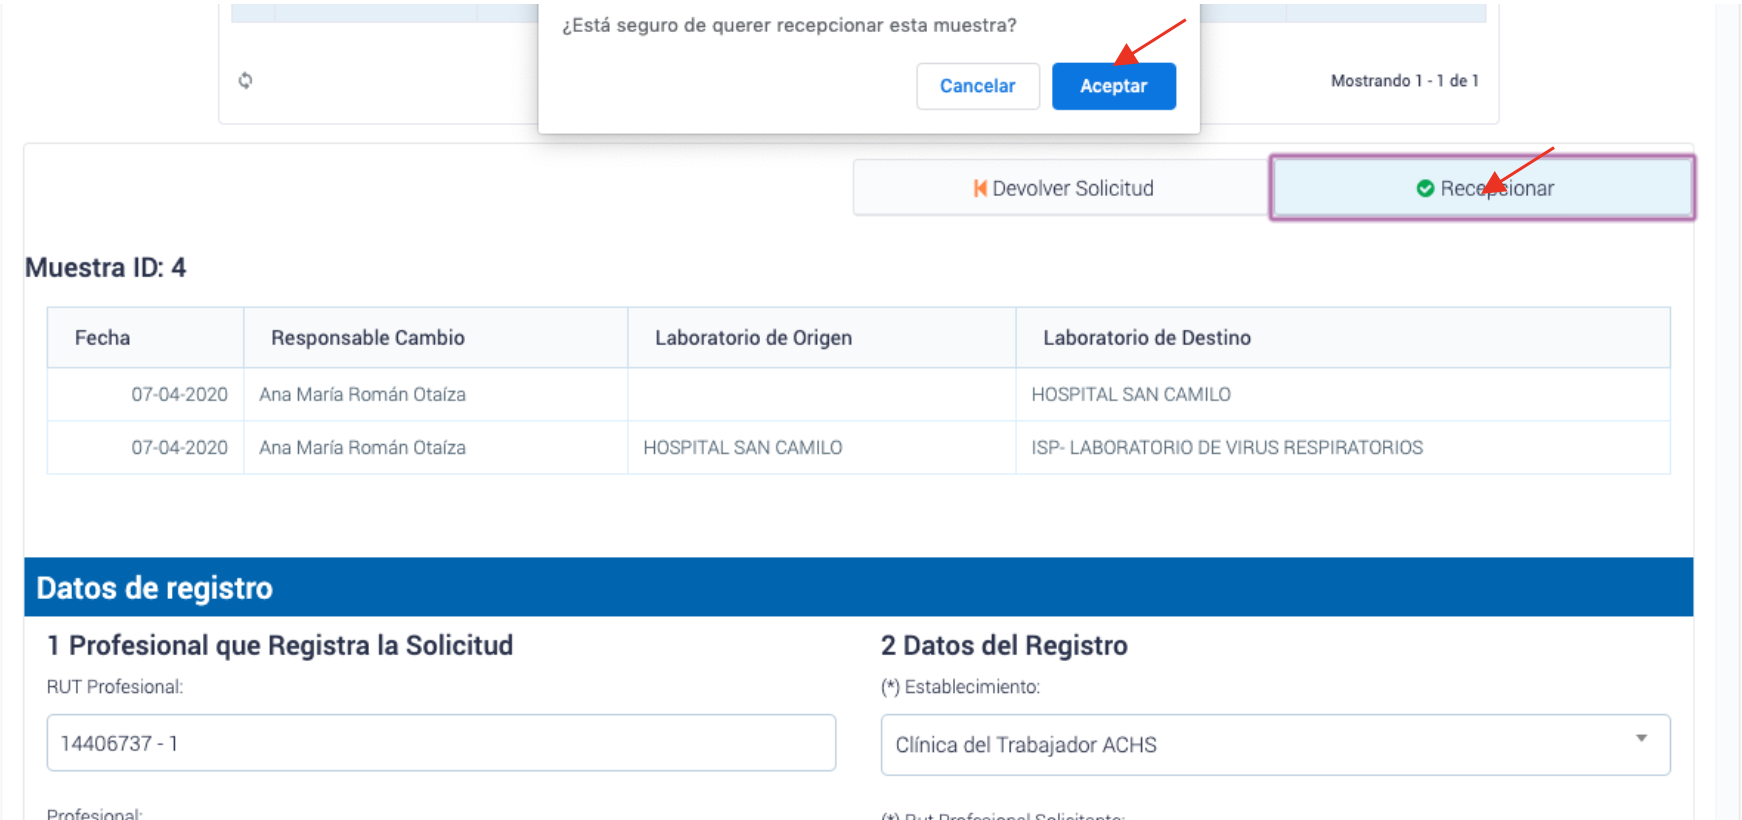 ¿Está seguro de querer recepcionar esta muestra?
Cancelar
Aceptar
Mostrando 1 - 1 de 1
Devolver Solicitud
Recepcionar
Muestra ID: 4
Fecha Responsable Cambio Laboratorio de Origen Laboratorio de Destino
07-04-2020 Ana María Román Otaíza HOSPITAL SAN CAMILO
07-04-2020 Ana María Román Otaíza HOSPITAL SAN CAMILO ISP- LABORATORIO DE VIRUS RESPIRATORIOS
Datos de registro
1 Profesional que Registra la Solicitud
RUT Profesional:
14406737 - 1
Profesional:
2 Datos del Registro
(*) Establecimiento:
Clínica del Trabajador ACHS
(*) Rut Profesional Solicitante: